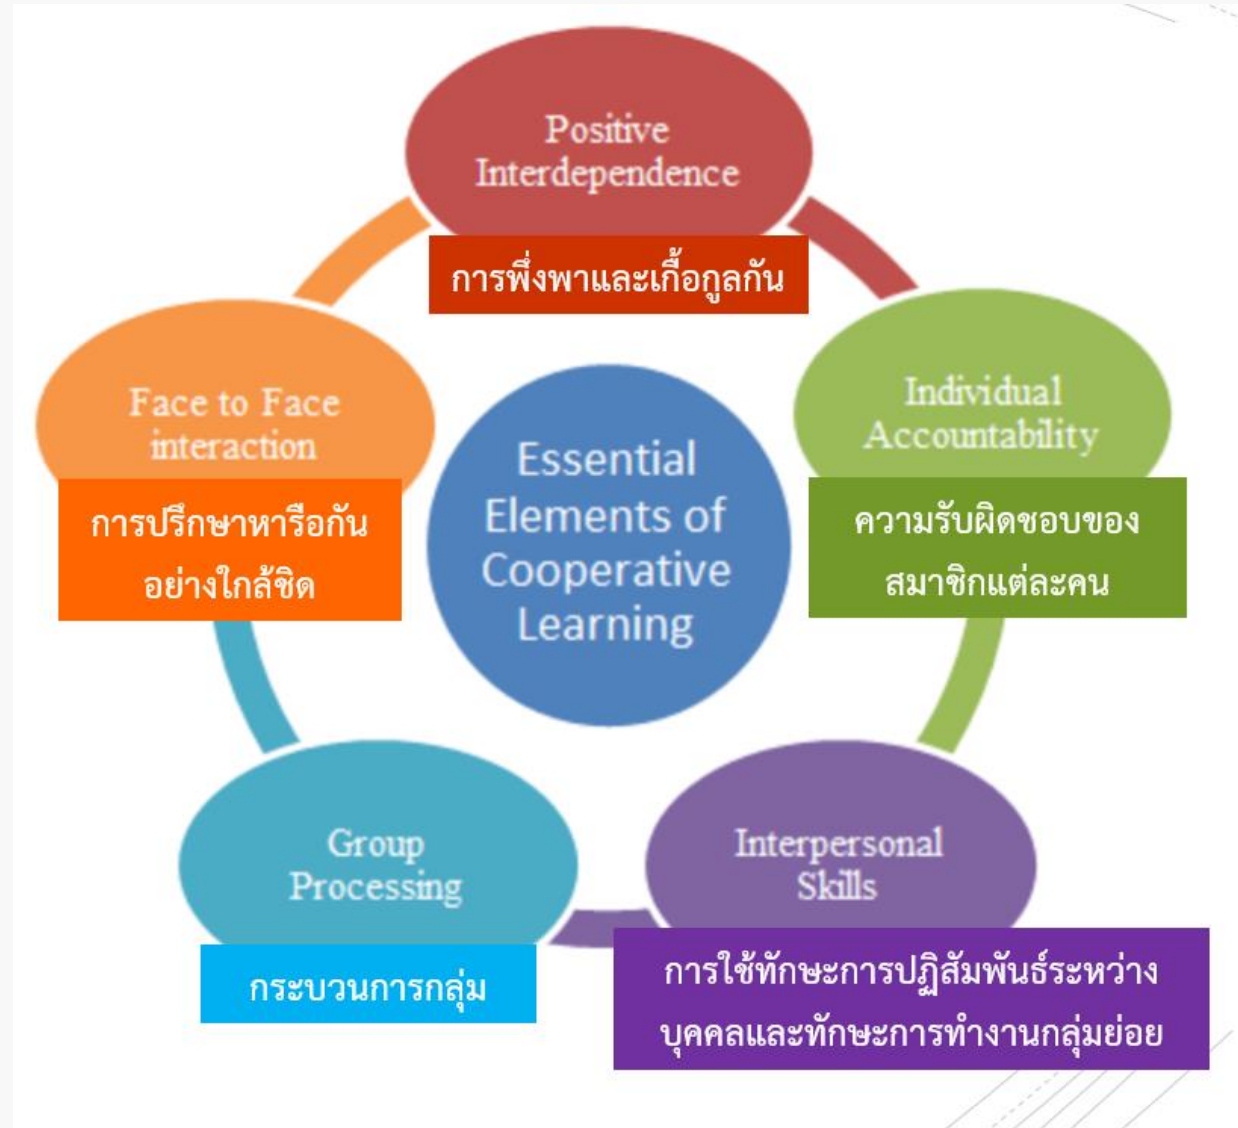 Positive
Interdependence
การพึ่งพาและเกื้อกูลกัน
Individual
Accountability
ความรับผิดชอบของ
สมาชิกแต่ละคน
Interpersonal
Skills
การใช้ทักษะการปฏิสัมพันธ์ระหว่าง
บุคคลและทักษะการทำงานกลุ่มย่อย
Group
Processing
กระบวนการกลุ่ม
Face to Face
interaction
การปรึกษาหารือกัน
อย่างใกล้ชิด
Essential
Elements of
Cooperative
Learning